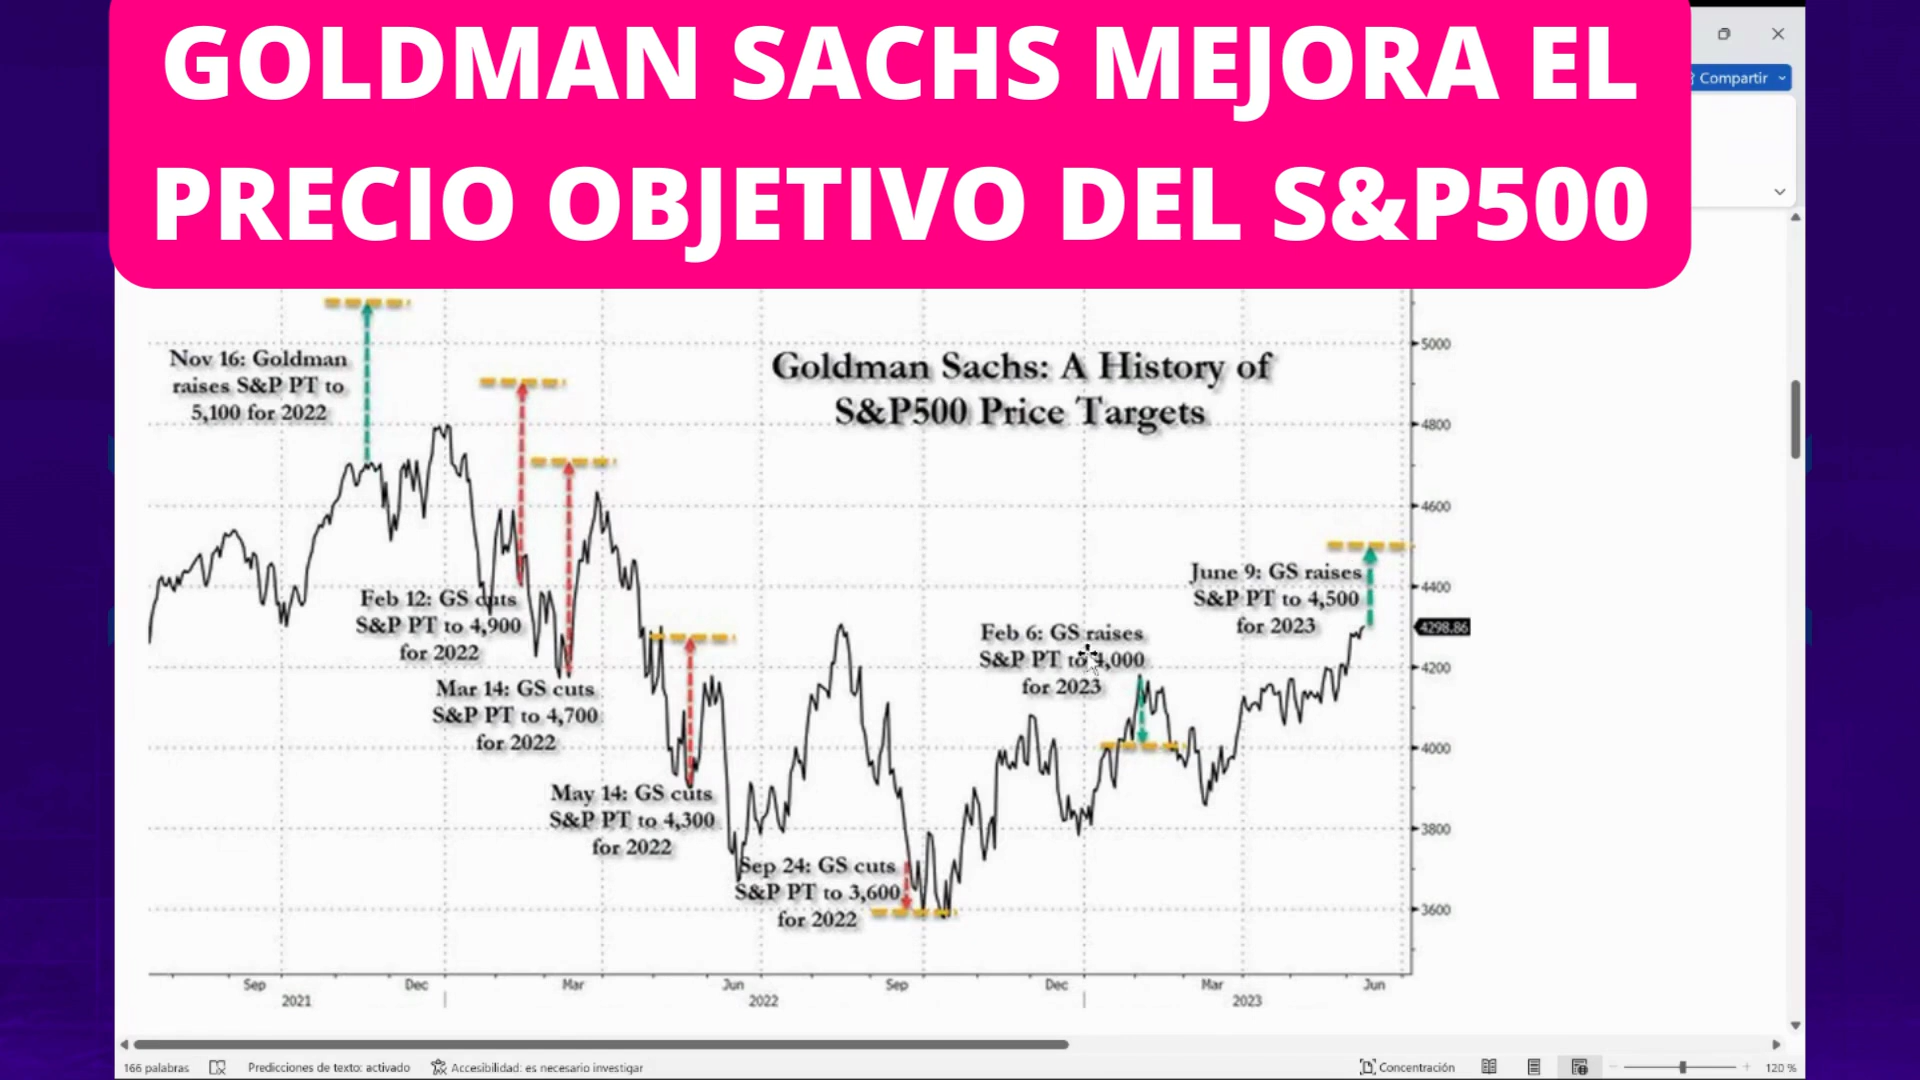 GOLDMAN SACHS MEJORA EL
PRECIO OBJETIVO DEL S&P500
Compartir
Goldman Sachs: A History of
S&P500 Price Targets
Nov 16: Goldman
raises S&P PT to
5,100 for 2022
Feb 12: GS cuts
S&P PT to 4,900
for 2022
Mar 14: GS cuts
S&P PT to 4,700
for 2022
May 14: GS cuts
S&P PT to 4,300
for 2022
Sep 24: GS cuts
S&P PT to 3,600
for 2022
Feb 6: GS raises
S&P PT to 4,000
for 2023
June 9: GS raises
S&P PT to 4,500
for 2023
5000
4800
4600
4400
4298.86
4200
4000
3800
3600
Sep Dec Mar Jun Sep Dec Mar Jun
2021 2022 2023
166 palabras Predicciones de texto: activado Accesibilidad: es necesario investigar Concentración 120 %